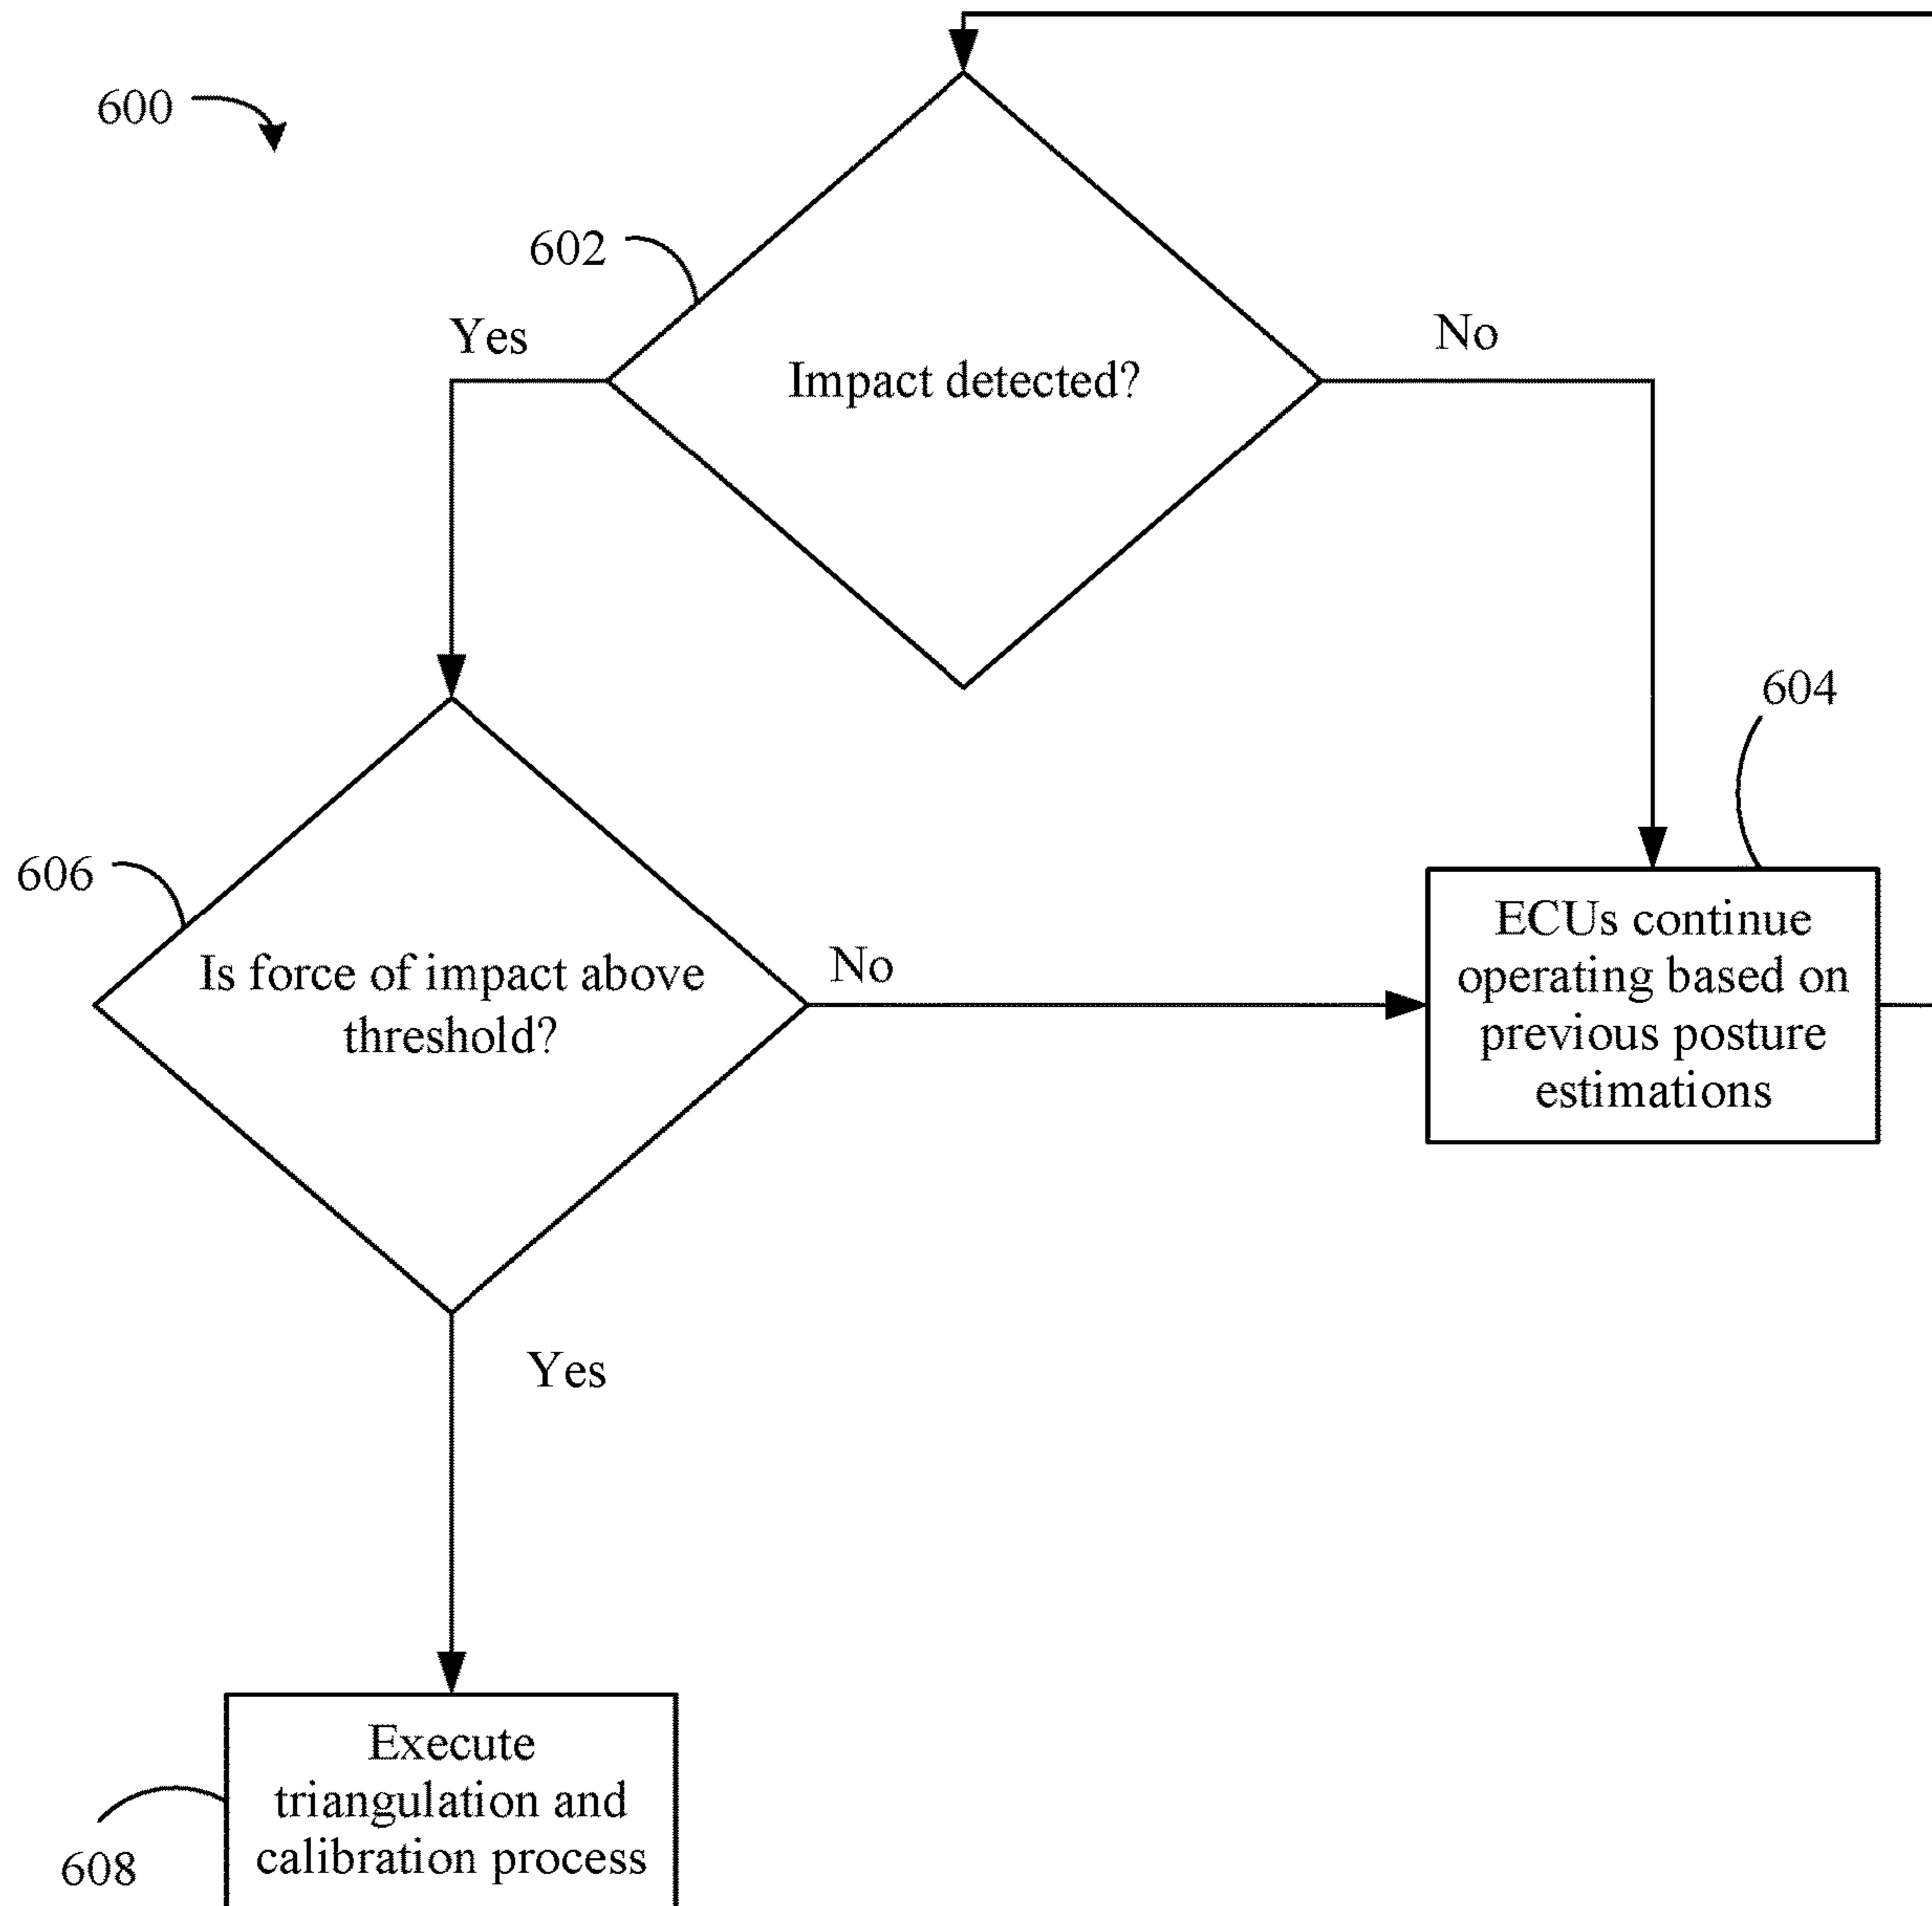 600
602
Yes
No
Impact detected?
604
606
Is force of impact above
threshold?
No
ECUs continue
operating based on
previous posture
estimations
Yes
Execute
triangulation and
calibration process
608